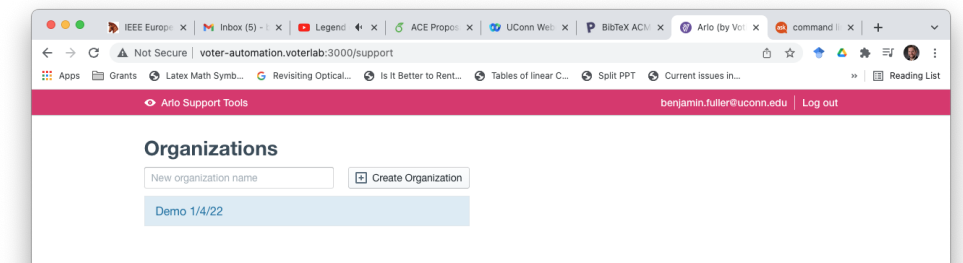 IEEE Europe
Inbox (5) -
Legend
ACE Propos
UConn Web
BibTeX ACM
Arlo (by Vot
command li
Not Secure | voter-automation.voterlab:3000/support
Apps
Grants
Latex Math Symb...
Revisiting Optical...
Is It Better to Rent...
Tables of linear C...
Split PPT
Current issues in...
»
Reading List
Arlo Support Tools
benjamin.fuller@uconn.edu
Log out
Organizations
New organization name
Create Organization
Demo 1/4/22